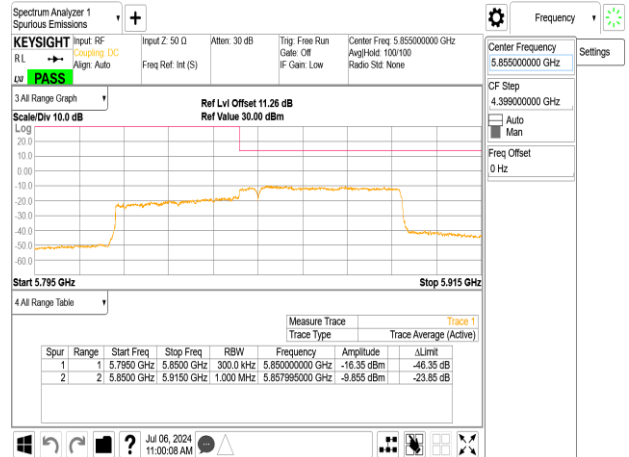 Spectrum Analyzer 1
Spurious Emissions
▼
+
Frequency
▼
KEYSIGHT
Input: RF
Input Z: 50 Ω
Atten: 30 dB
Trig: Free Run
Center Freq: 5.855000000 GHz
Coupling: DC
Gate: Off
Avg|Hold: 100/100
R L
Align: Auto
Freq Ref: Int (S)
IF Gain: Low
Radio Std: None
LXI
PASS
Center Frequency
5.855000000 GHz
Settings
CF Step
4.399000000 GHz
Auto
Man
Freq Offset
0 Hz
3 All Range Graph ▼
Ref Lvl Offset 11.26 dB
Scale/Div 10.0 dB
Ref Value 30.00 dBm
Log
20.0
10.0
0.00
-10.0
-20.0
-30.0
-40.0
-50.0
-60.0
Start 5.795 GHz
Stop 5.915 GHz
4 All Range Table ▼
Measure Trace Trace 1
Trace Type Trace Average (Active)
Spur Range Start Freq Stop Freq RBW Frequency Amplitude ΔLimit
1 1 5.7950 GHz 5.8500 GHz 300.0 kHz 5.850000000 GHz -16.35 dBm -46.35 dB
2 2 5.8500 GHz 5.9150 GHz 1.000 MHz 5.857995000 GHz -9.855 dBm -23.85 dB
?
Jul 06, 2024
11:00:08 AM